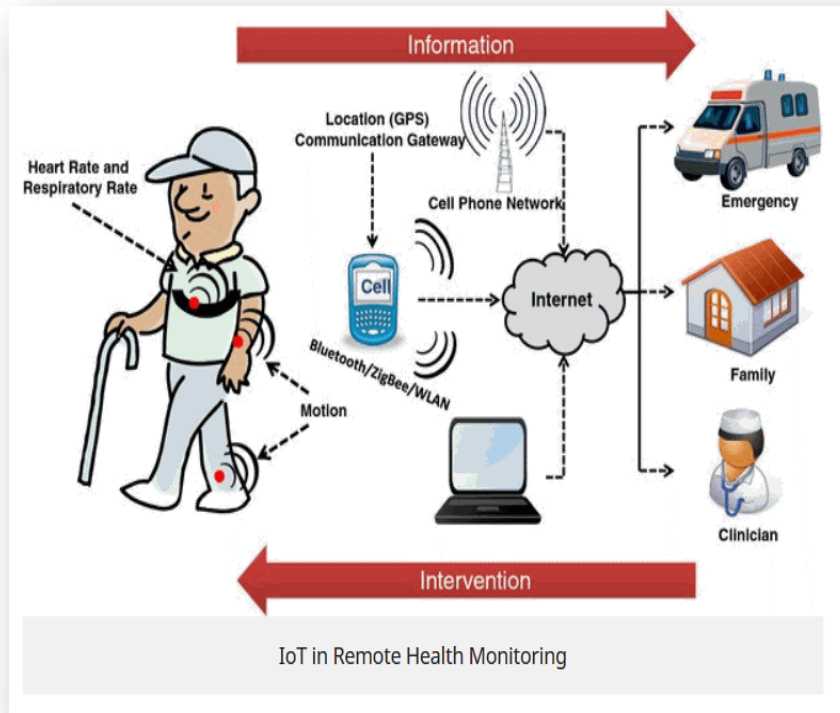 Information
Location (GPS)
Communication Gateway
Heart Rate and
Respiratory Rate
Cell Phone Network
Emergency
Cell
Internet
Bluetooth/ZigBee/WLAN
Family
Motion
Clinician
Intervention
IoT in Remote Health Monitoring